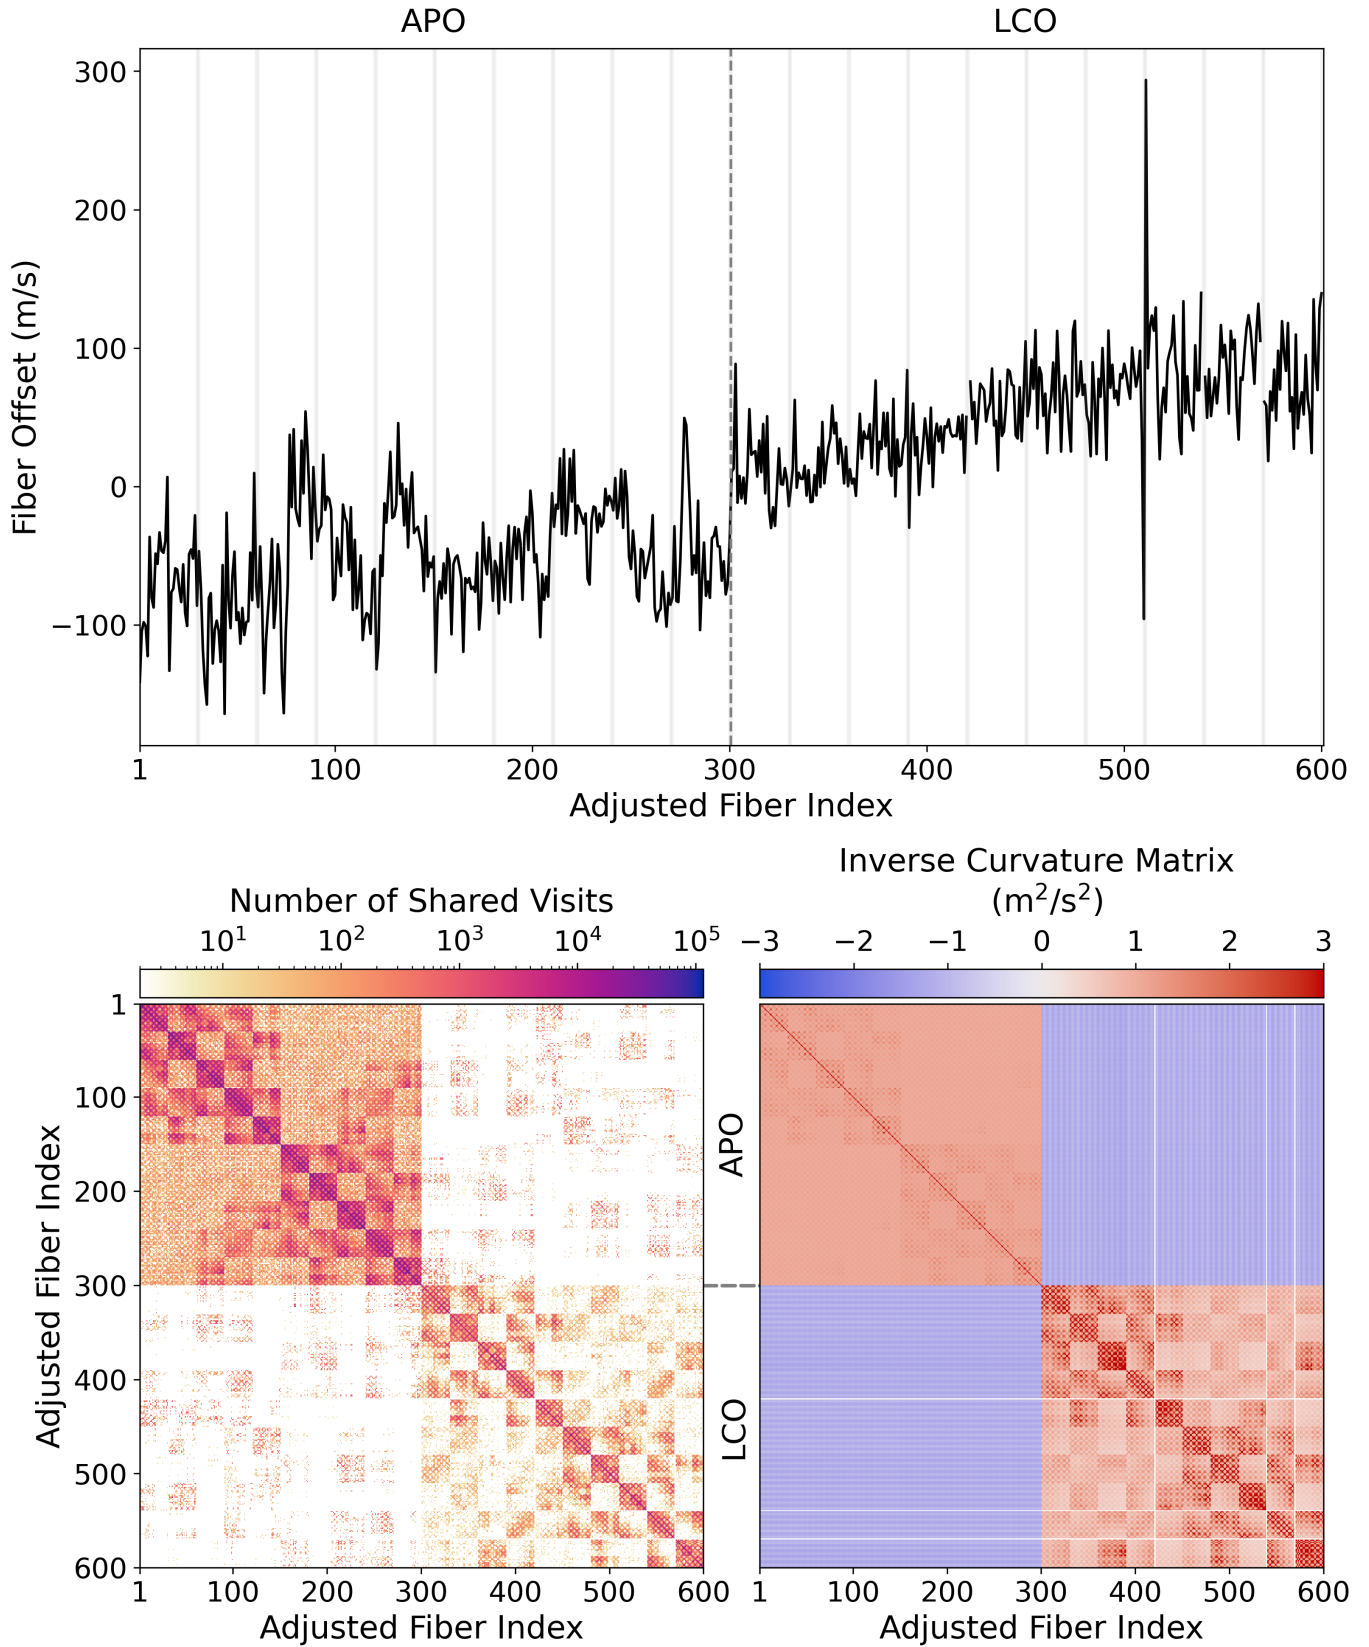 APO LCO
300
200
100
0
−100
Fiber Offset (m/s)
1 100 200 300 400 500 600
Adjusted Fiber Index
Number of Shared Visits
10¹ 10² 10³ 10⁴ 10⁵
Inverse Curvature Matrix
(m²/s²)
−3 −2 −1 0 1 2 3
1
100
200
300
400
500
600
Adjusted Fiber Index
APO
LCO
1 100 200 300 400 500 600
Adjusted Fiber Index
1 100 200 300 400 500 600
Adjusted Fiber Index